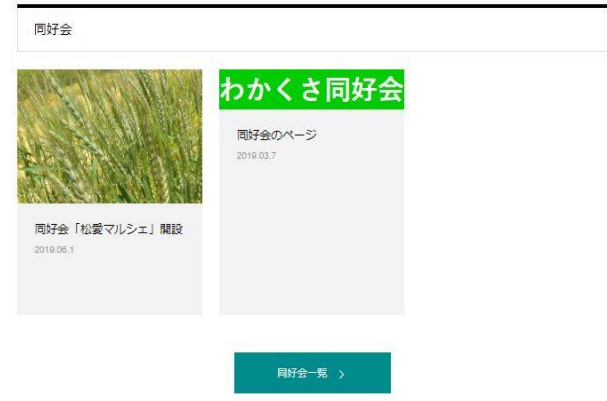 同好会
わかくさ同好会
同好会のページ
2019.03.7
同好会「松愛マルシェ」開設
2019.06.1
同好会一覧 >